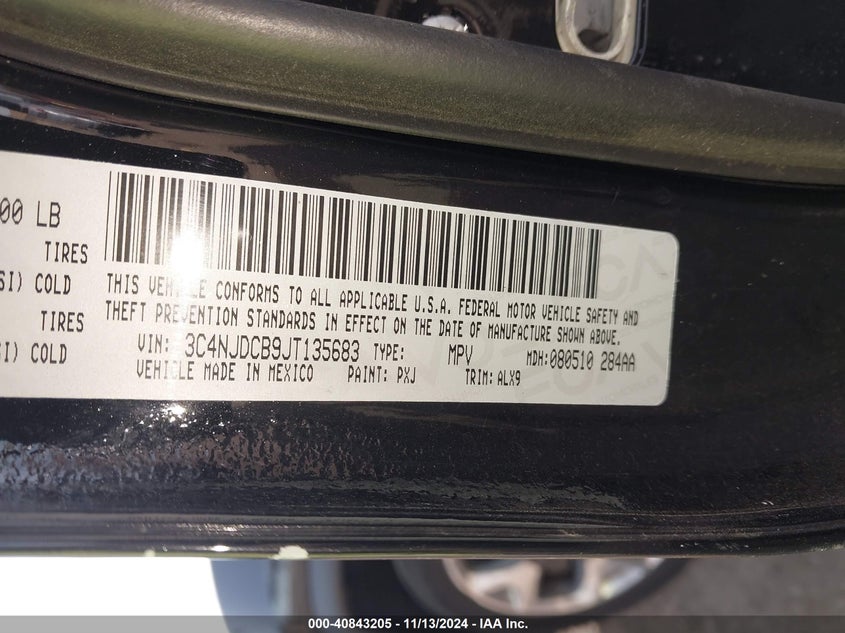 00 LB
TIRES
SI) COLD
TIRES
SI) COLD
THIS VEHICLE CONFORMS TO ALL APPLICABLE U.S.A. FEDERAL MOTOR VEHICLE SAFETY AND
THEFT PREVENTION STANDARDS IN EFFECT ON THE DATE OF MANUFACTURE SHOWN ABOVE.
VIN: 3C4NJDCB9JT135683 TYPE: MPV MDH:080510 284AA
VEHICLE MADE IN MEXICO PAINT: PXJ TRIM:ALX9
000-40843205 - 11/13/2024 - IAA Inc.